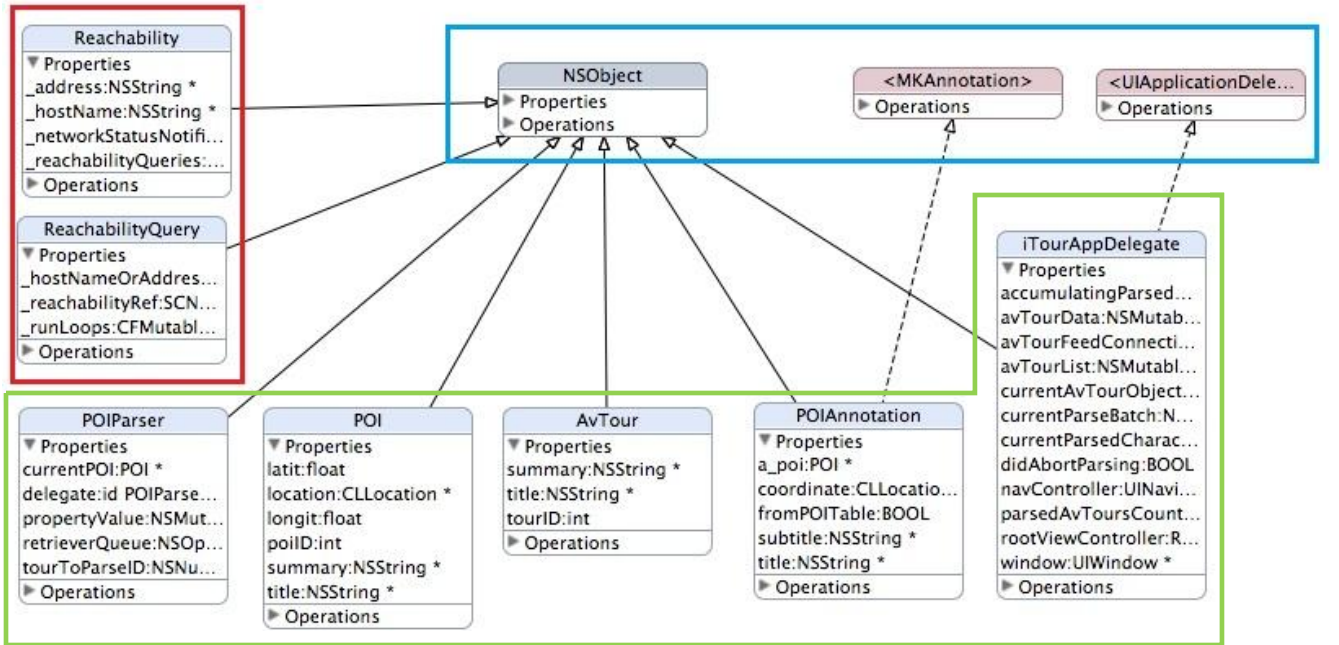 Reachability
Properties
_address:NSString *
_hostName:NSString *
_networkStatusNotifi...
_reachabilityQueries:...
Operations
ReachabilityQuery
Properties
_hostNameOrAddres...
_reachabilityRef:SCN...
_runLoops:CFMutabl...
Operations
NSObject
Properties
Operations
<MKAnnotation>
Operations
<UIApplicationDele...
Operations
iTourAppDelegate
Properties
accumulatingParsed...
avTourData:NSMutab...
avTourFeedConnecti...
avTourList:NSMutabl...
currentAvTourObject...
currentParseBatch:N...
currentParsedCharac...
didAbortParsing:BOOL
navController:UINavi...
parsedAvToursCount...
rootViewController:R...
window:UIWindow *
Operations
POIParser
Properties
currentPOI:POI *
delegate:id POIParse...
propertyValue:NSMut...
retrieverQueue:NSOp...
tourToParseID:NSNu...
Operations
POI
Properties
latit:float
location:CLLocation *
longit:float
poiID:int
summary:NSString *
title:NSString *
Operations
AvTour
Properties
summary:NSString *
title:NSString *
tourID:int
Operations
POIAnnotation
Properties
a_poi:POI *
coordinate:CLLocatio...
fromPOITable:BOOL
subtitle:NSString *
title:NSString *
Operations